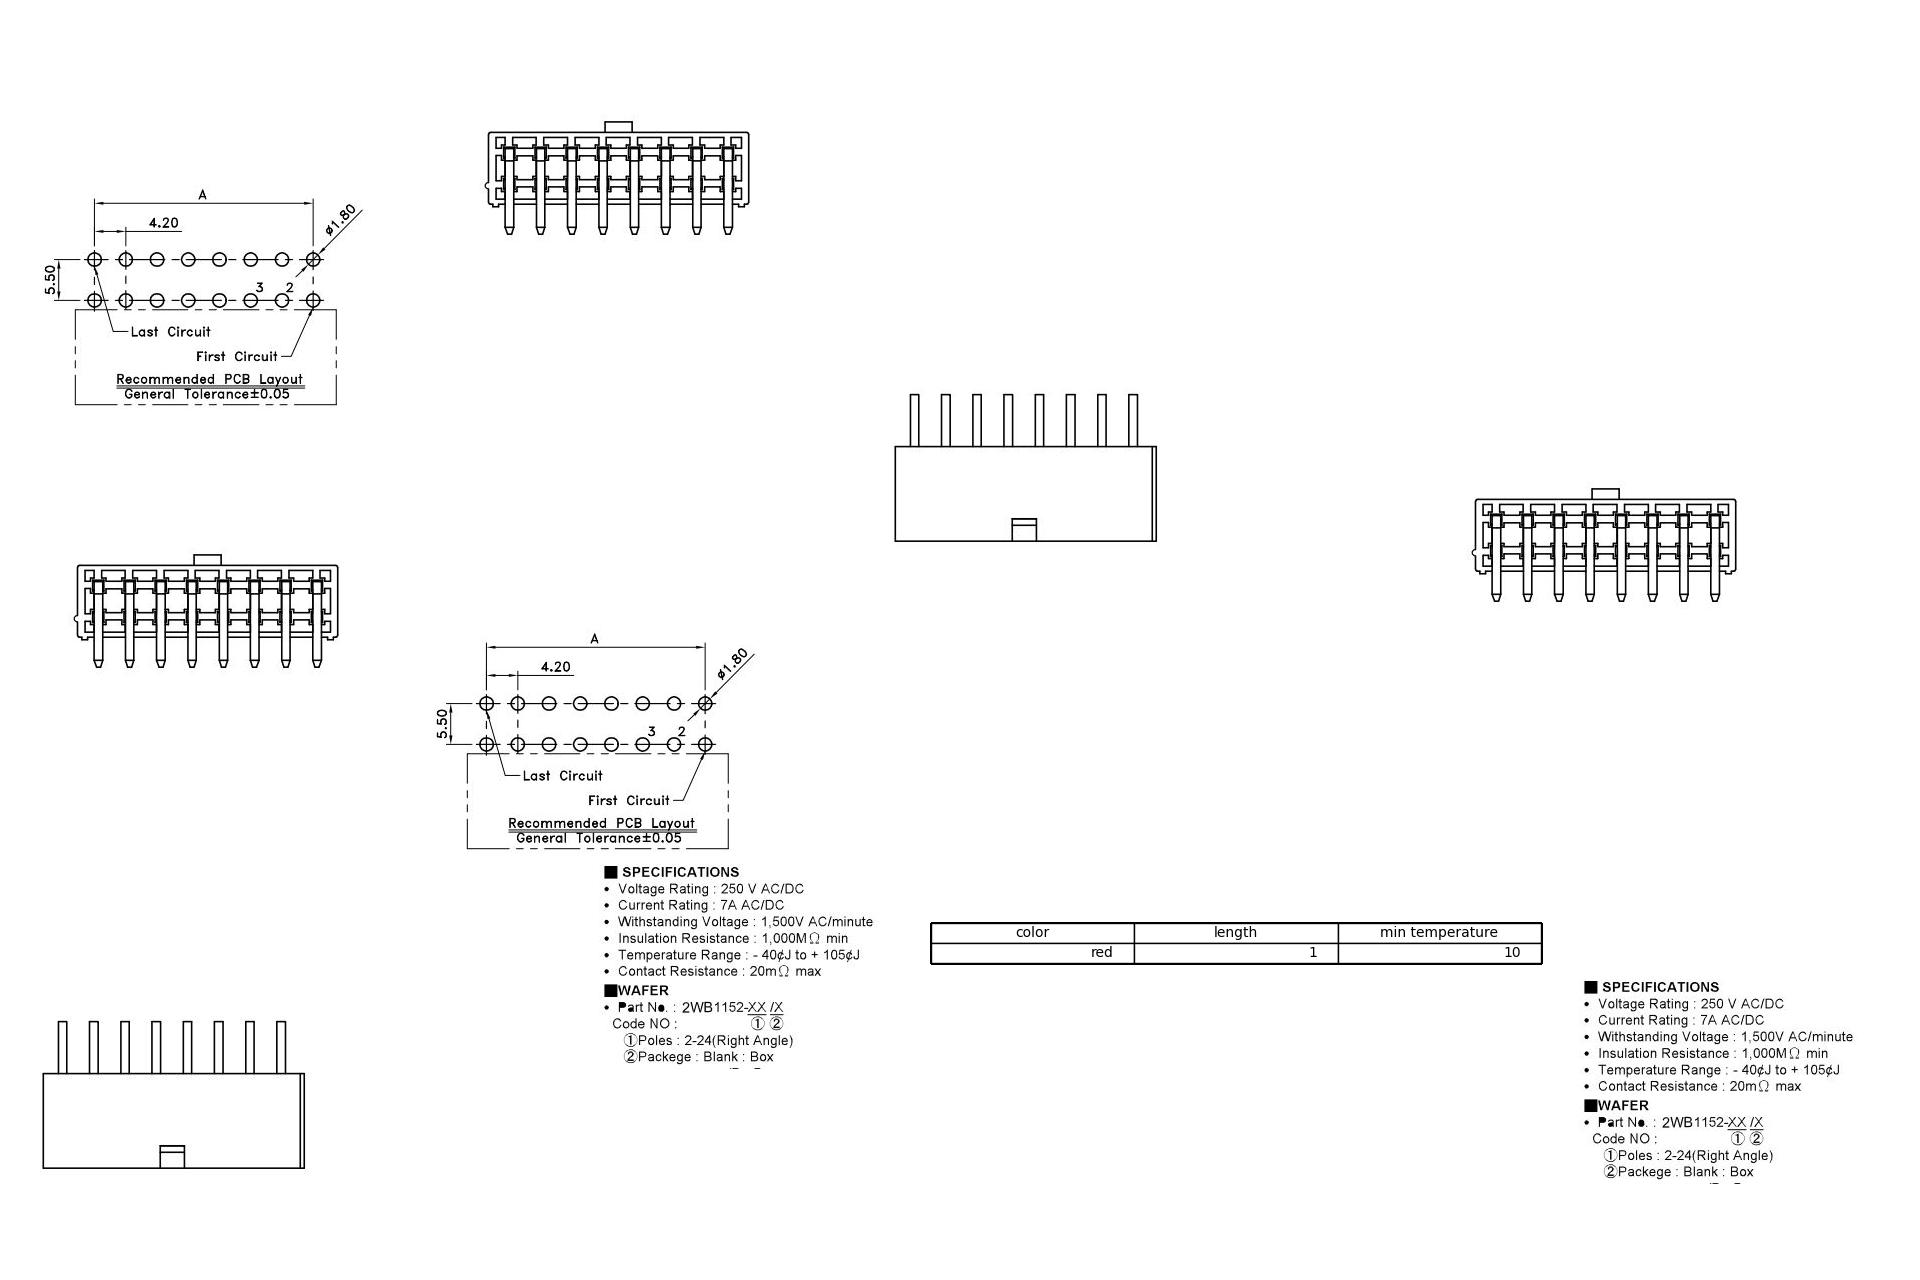 A
4.20
ø1.80
5.50
3 2
Last Circuit
First Circuit
Recommended PCB Layout
General Tolerance±0.05
A
4.20
ø1.80
5.50
3 2
Last Circuit
First Circuit
Recommended PCB Layout
General Tolerance±0.05
■ SPECIFICATIONS
• Voltage Rating : 250 V AC/DC
• Current Rating : 7A AC/DC
• Withstanding Voltage : 1,500V AC/minute
• Insulation Resistance : 1,000MΩ min
• Temperature Range : - 40¢J to + 105¢J
• Contact Resistance : 20mΩ max
■WAFER
• Part No. : 2WB1152-XX /X
Code NO : ① ②
①Poles : 2-24(Right Angle)
②Packege : Blank : Box
color length min temperature
red 1 10
■ SPECIFICATIONS
• Voltage Rating : 250 V AC/DC
• Current Rating : 7A AC/DC
• Withstanding Voltage : 1,500V AC/minute
• Insulation Resistance : 1,000MΩ min
• Temperature Range : - 40¢J to + 105¢J
• Contact Resistance : 20mΩ max
■WAFER
• Part No. : 2WB1152-XX /X
Code NO : ① ②
①Poles : 2-24(Right Angle)
②Packege : Blank : Box